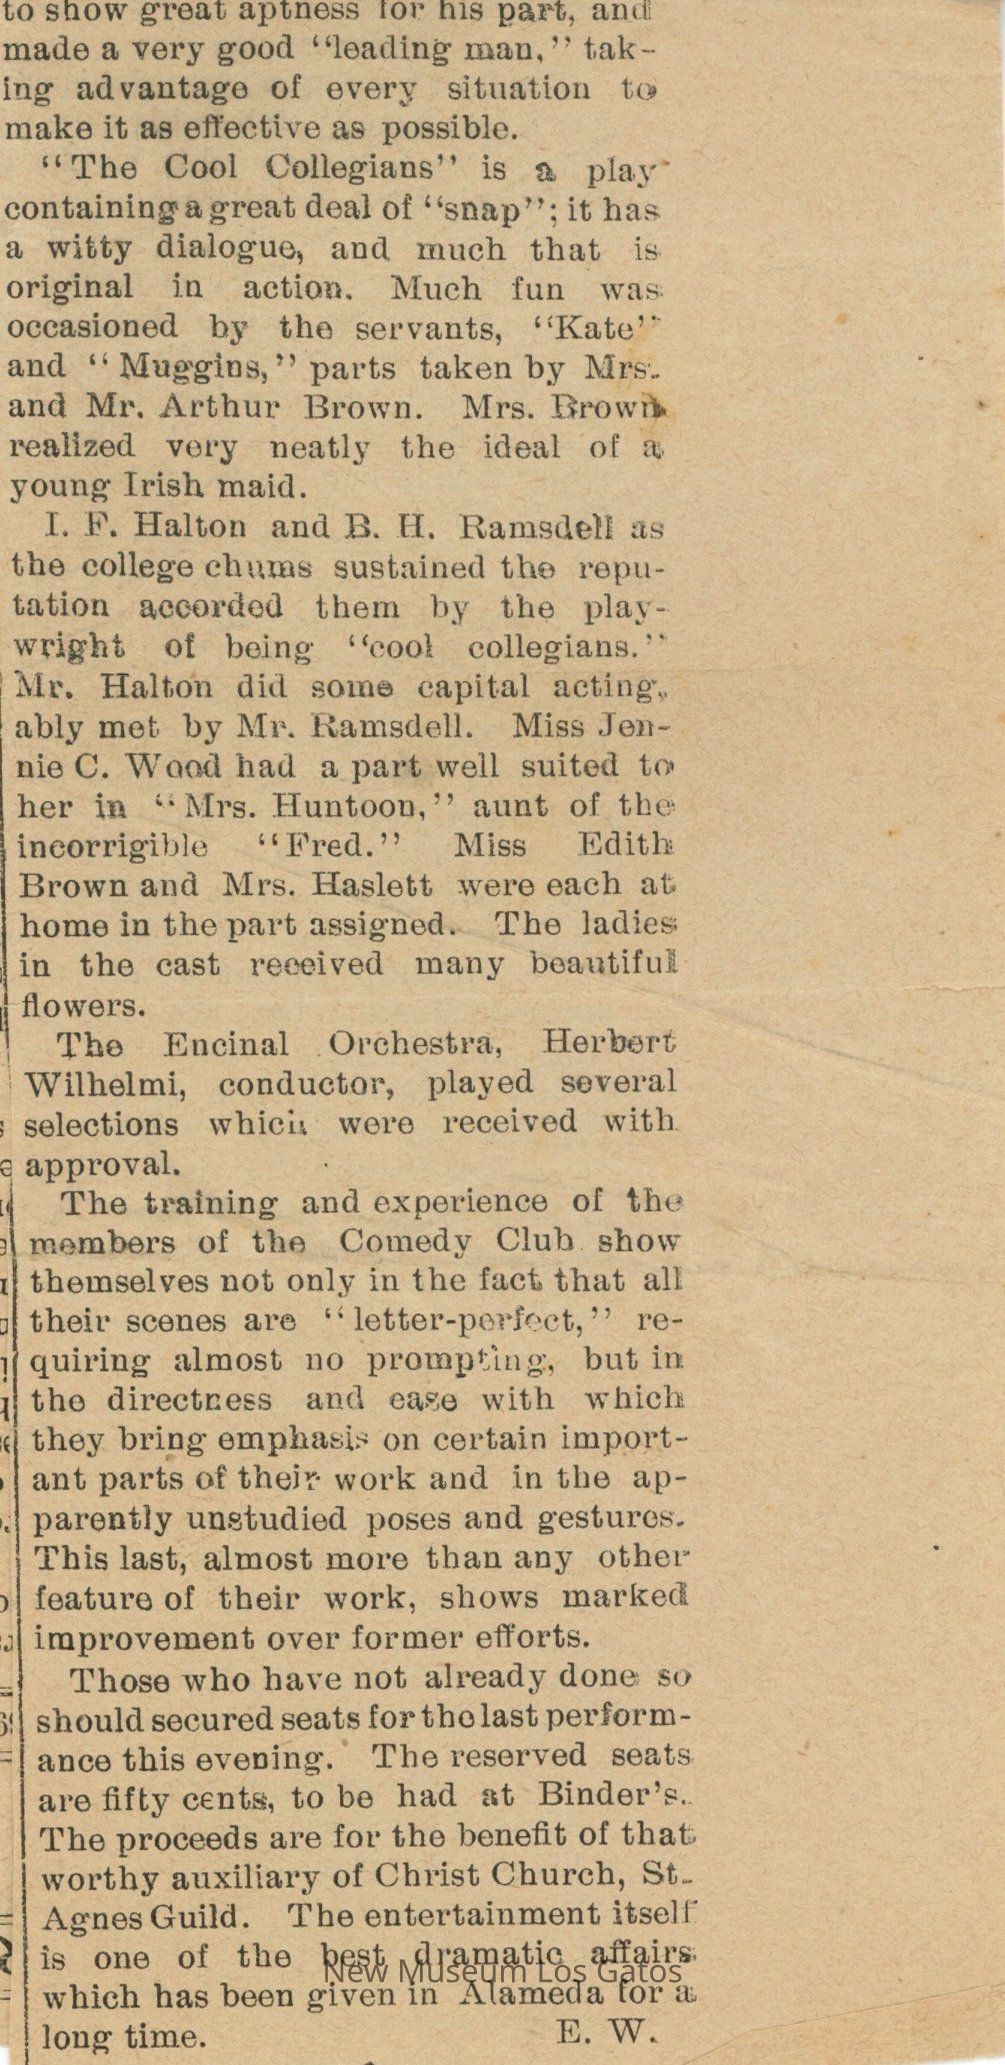 to show great aptness for his part, and
made a very good "leading man," tak-
ing advantage of every situation to
make it as effective as possible.
"The Cool Collegians" is a play
containing a great deal of "snap"; it has
a witty dialogue, and much that is
original in action. Much fun was
occasioned by the servants, "Kate"
and "Muggins," parts taken by Mrs.
and Mr. Arthur Brown. Mrs. Brown
realized very neatly the ideal of a
young Irish maid.
I. F. Halton and B. H. Ramsdell as
the college chums sustained the repu-
tation accorded them by the play-
wright of being "cool collegians."
Mr. Halton did some capital acting,
ably met by Mr. Ramsdell. Miss Jen-
nie C. Wood had a part well suited to
her in "Mrs. Huntoon," aunt of the
incorrigible "Fred." Miss Edith
Brown and Mrs. Haslett were each at
home in the part assigned. The ladies
in the cast received many beautiful
flowers.
The Encinal Orchestra, Herbert
Wilhelmi, conductor, played several
selections which were received with
approval.
The training and experience of the
members of the Comedy Club show
themselves not only in the fact that all
their scenes are "letter-perfect," re-
quiring almost no prompting, but in
the directness and ease with which
they bring emphasis on certain import-
ant parts of their work and in the ap-
parently unstudied poses and gestures.
This last, almost more than any other
feature of their work, shows marked
improvement over former efforts.
Those who have not already done so
should secured seats for the last perform-
ance this evening. The reserved seats
are fifty cents, to be had at Binder's.
The proceeds are for the benefit of that
worthy auxiliary of Christ Church, St.
Agnes Guild. The entertainment itself
is one of the best dramatic affairs
New Museum Los Gatos
which has been given in Alameda for a
long time. E. W.